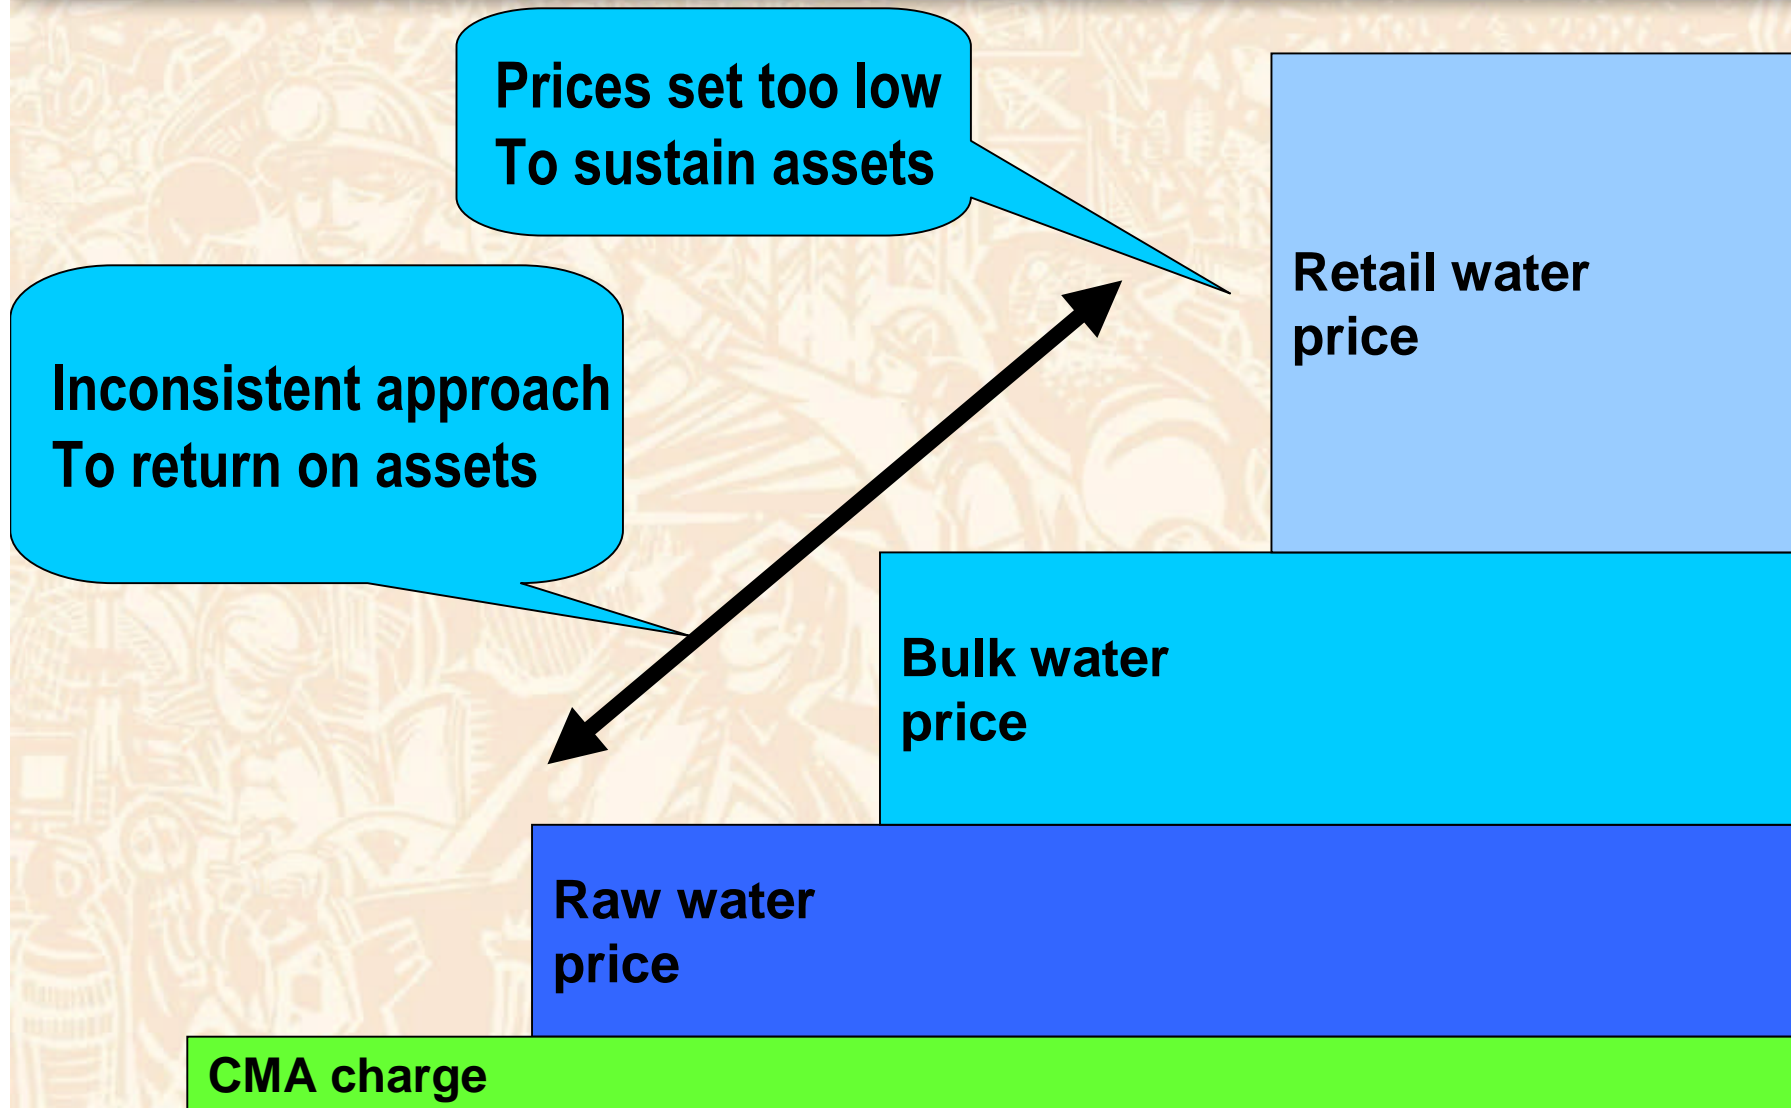 Prices set too low
To sustain assets
Retail water
price
Inconsistent approach
To return on assets
Bulk water
price
Raw water
price
CMA charge